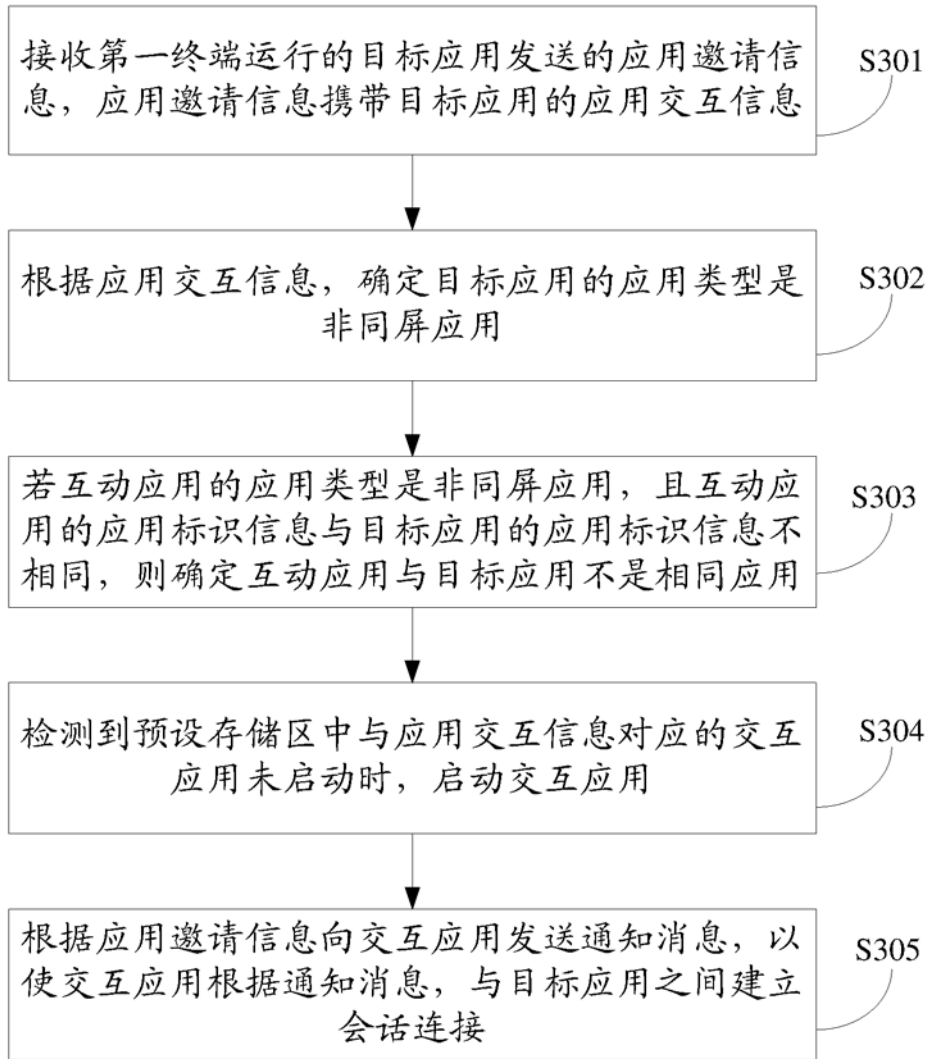 接收第一终端运行的目标应用发送的应用邀请信
息，应用邀请信息携带目标应用的应用交互信息
S301
根据应用交互信息，确定目标应用的应用类型是
非同屏应用
S302
若互动应用的应用类型是非同屏应用，且互动应
用的应用标识信息与目标应用的应用标识信息不
相同，则确定互动应用与目标应用不是相同应用
S303
检测到预设存储区中与应用交互信息对应的交互
应用未启动时，启动交互应用
S304
根据应用邀请信息向交互应用发送通知消息，以
使交互应用根据通知消息，与目标应用之间建立
会话连接
S305